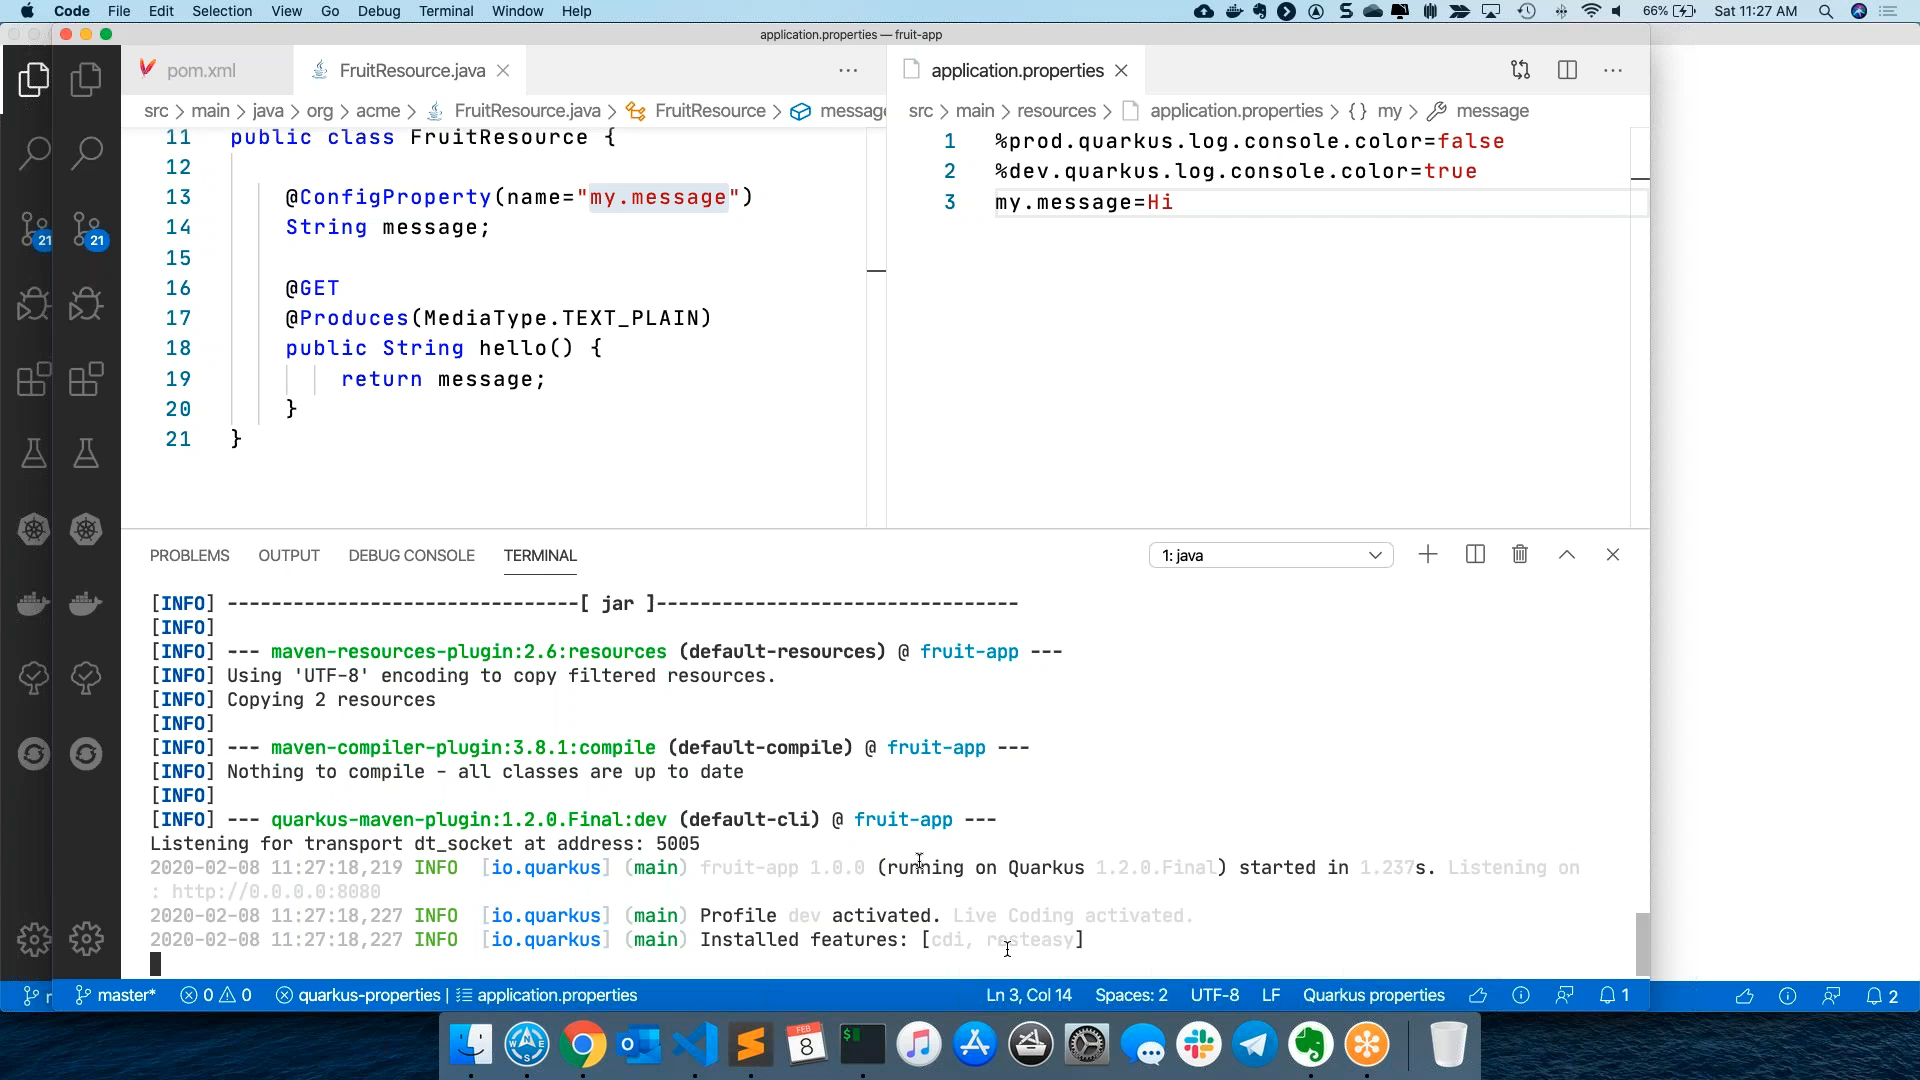 Code File Edit Selection View Go Debug Terminal Window Help 66% Sat 11:27 AM
application.properties — fruit-app
pom.xml FruitResource.java application.properties
src > main > java > org > acme > FruitResource.java > FruitResource > message
src > main > resources > application.properties > {} my > message
11 public class FruitResource {
12
13 @ConfigProperty(name="my.message")
14 String message;
15
16 @GET
17 @Produces(MediaType.TEXT_PLAIN)
18 public String hello() {
19 return message;
20 }
21 }
1 %prod.quarkus.log.console.color=false
2 %dev.quarkus.log.console.color=true
3 my.message=Hi
21 21
PROBLEMS OUTPUT DEBUG CONSOLE TERMINAL 1: java
[INFO] --------------------------------[ jar ]---------------------------------
[INFO]
[INFO] --- maven-resources-plugin:2.6:resources (default-resources) @ fruit-app ---
[INFO] Using 'UTF-8' encoding to copy filtered resources.
[INFO] Copying 2 resources
[INFO]
[INFO] --- maven-compiler-plugin:3.8.1:compile (default-compile) @ fruit-app ---
[INFO] Nothing to compile - all classes are up to date
[INFO]
[INFO] --- quarkus-maven-plugin:1.2.0.Final:dev (default-cli) @ fruit-app ---
Listening for transport dt_socket at address: 5005
2020-02-08 11:27:18,219 INFO [io.quarkus] (main) fruit-app 1.0.0 (running on Quarkus 1.2.0.Final) started in 1.237s. Listening on
: http://0.0.0.0:8080
2020-02-08 11:27:18,227 INFO [io.quarkus] (main) Profile dev activated. Live Coding activated.
2020-02-08 11:27:18,227 INFO [io.quarkus] (main) Installed features: [cdi, resteasy]
master* 0 0 quarkus-properties | application.properties Ln 3, Col 14 Spaces: 2 UTF-8 LF Quarkus properties 1 2
FEB
8